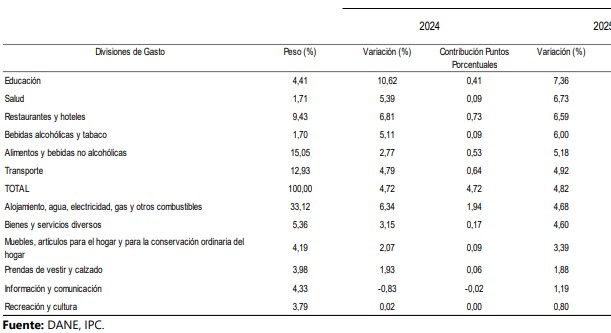 2024 2025
Divisiones de Gasto Peso (%) Variación (%) Contribución Puntos Porcentuales Variación (%)
Educación 4,41 10,62 0,41 7,36
Salud 1,71 5,39 0,09 6,73
Restaurantes y hoteles 9,43 6,81 0,73 6,59
Bebidas alcohólicas y tabaco 1,70 5,11 0,09 6,00
Alimentos y bebidas no alcohólicas 15,05 2,77 0,53 5,18
Transporte 12,93 4,79 0,64 4,92
TOTAL 100,00 4,72 4,72 4,82
Alojamiento, agua, electricidad, gas y otros combustibles 33,12 6,34 1,94 4,68
Bienes y servicios diversos 5,36 3,15 0,17 4,60
Muebles, artículos para el hogar y para la conservación ordinaria del
hogar 4,19 2,07 0,09 3,39
Prendas de vestir y calzado 3,98 1,93 0,06 1,88
Información y comunicación 4,33 -0,83 -0,02 1,19
Recreación y cultura 3,79 0,02 0,00 0,80
Fuente: DANE, IPC.